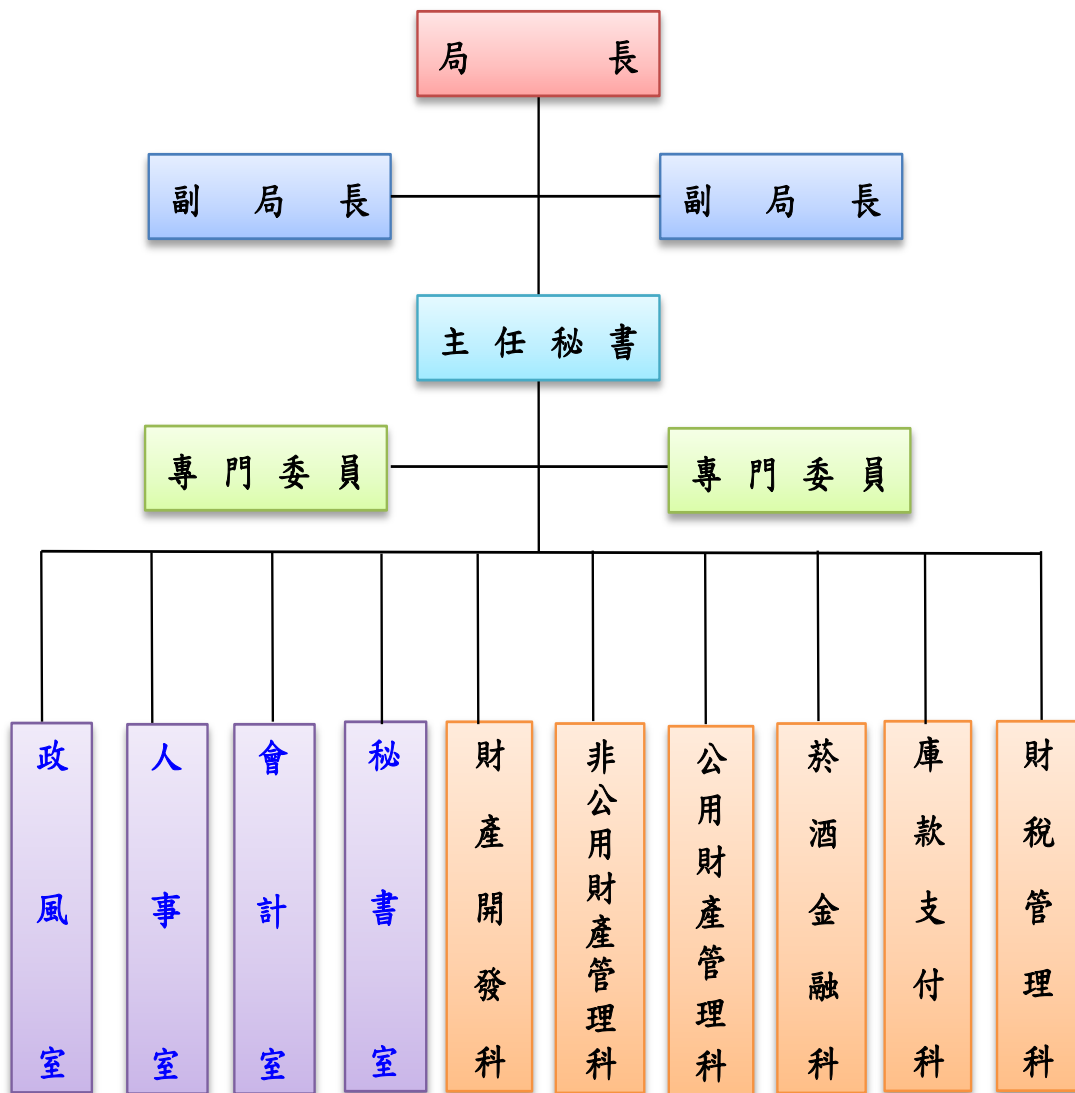 局長
副局長
副局長
主任秘書
專門委員
專門委員
政風室
人事室
會計室
秘書室
財產開發科
非公用財產管理科
公用財產管理科
菸酒金融科
庫款支付科
財稅管理科